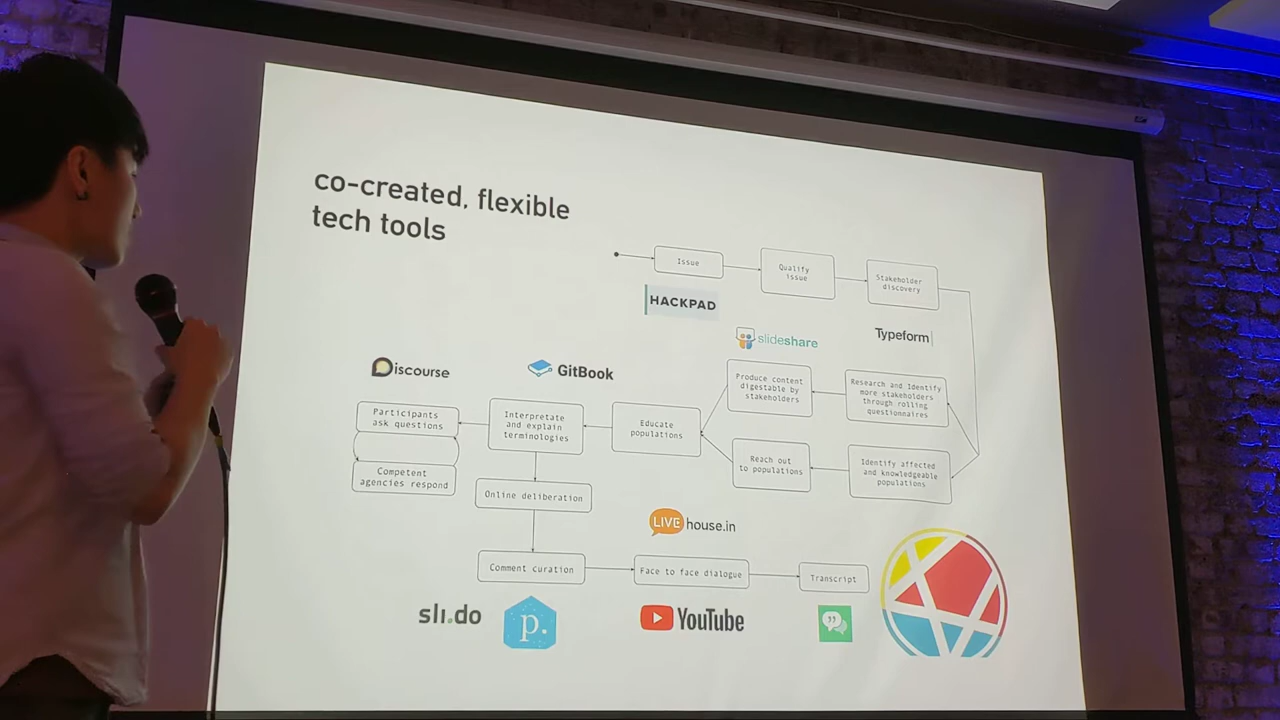 co-created, flexible
tech tools
Issue
Qualify
issue
Stakeholder
discovery
HACKPAD
slideshare
Typeform
Discourse
GitBook
Produce content
digestable by
stakeholders
Research and Identify
more stakeholders
through rolling
questionnaires
Participants
ask questions
Interpretate
and explain
terminologies
Educate
populations
Reach out
to populations
Identify affected
and knowledgeable
populations
Competent
agencies respond
Online deliberation
LIVE house.in
Comment curation
Face to face dialogue
Transcript
sli.do
p.
YouTube